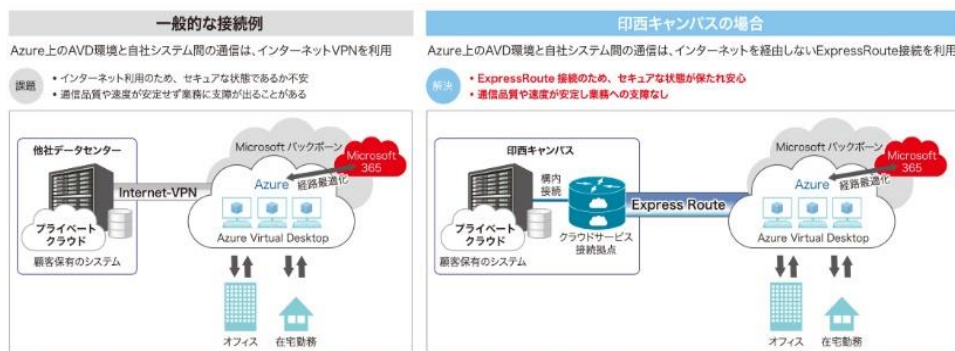 一般的な接続例
Azure上のAVD環境と自社システム間の通信は、インターネットVPNを利用
課題
• インターネット利用のため、セキュアな状態であるか不安
• 通信品質や速度が安定せず業務に支障が出ることがある
他社データセンター
Internet-VPN
プライベート
クラウド
顧客保有のシステム
Microsoft バックボーン
Microsoft
365
Azure
経路最適化
Azure Virtual Desktop
オフィス
在宅勤務
印西キャンパスの場合
Azure上のAVD環境と自社システム間の通信は、インターネットを経由しないExpressRoute接続を利用
解決
• ExpressRoute 接続のため、セキュアな状態が保たれ安心
• 通信品質や速度が安定し業務への支障なし
印西キャンパス
構内
接続
プライベート
クラウド
顧客保有のシステム
クラウドサービス
接続拠点
Express Route
Microsoft バックボーン
Microsoft
365
Azure
経路最適化
Azure Virtual Desktop
オフィス
在宅勤務